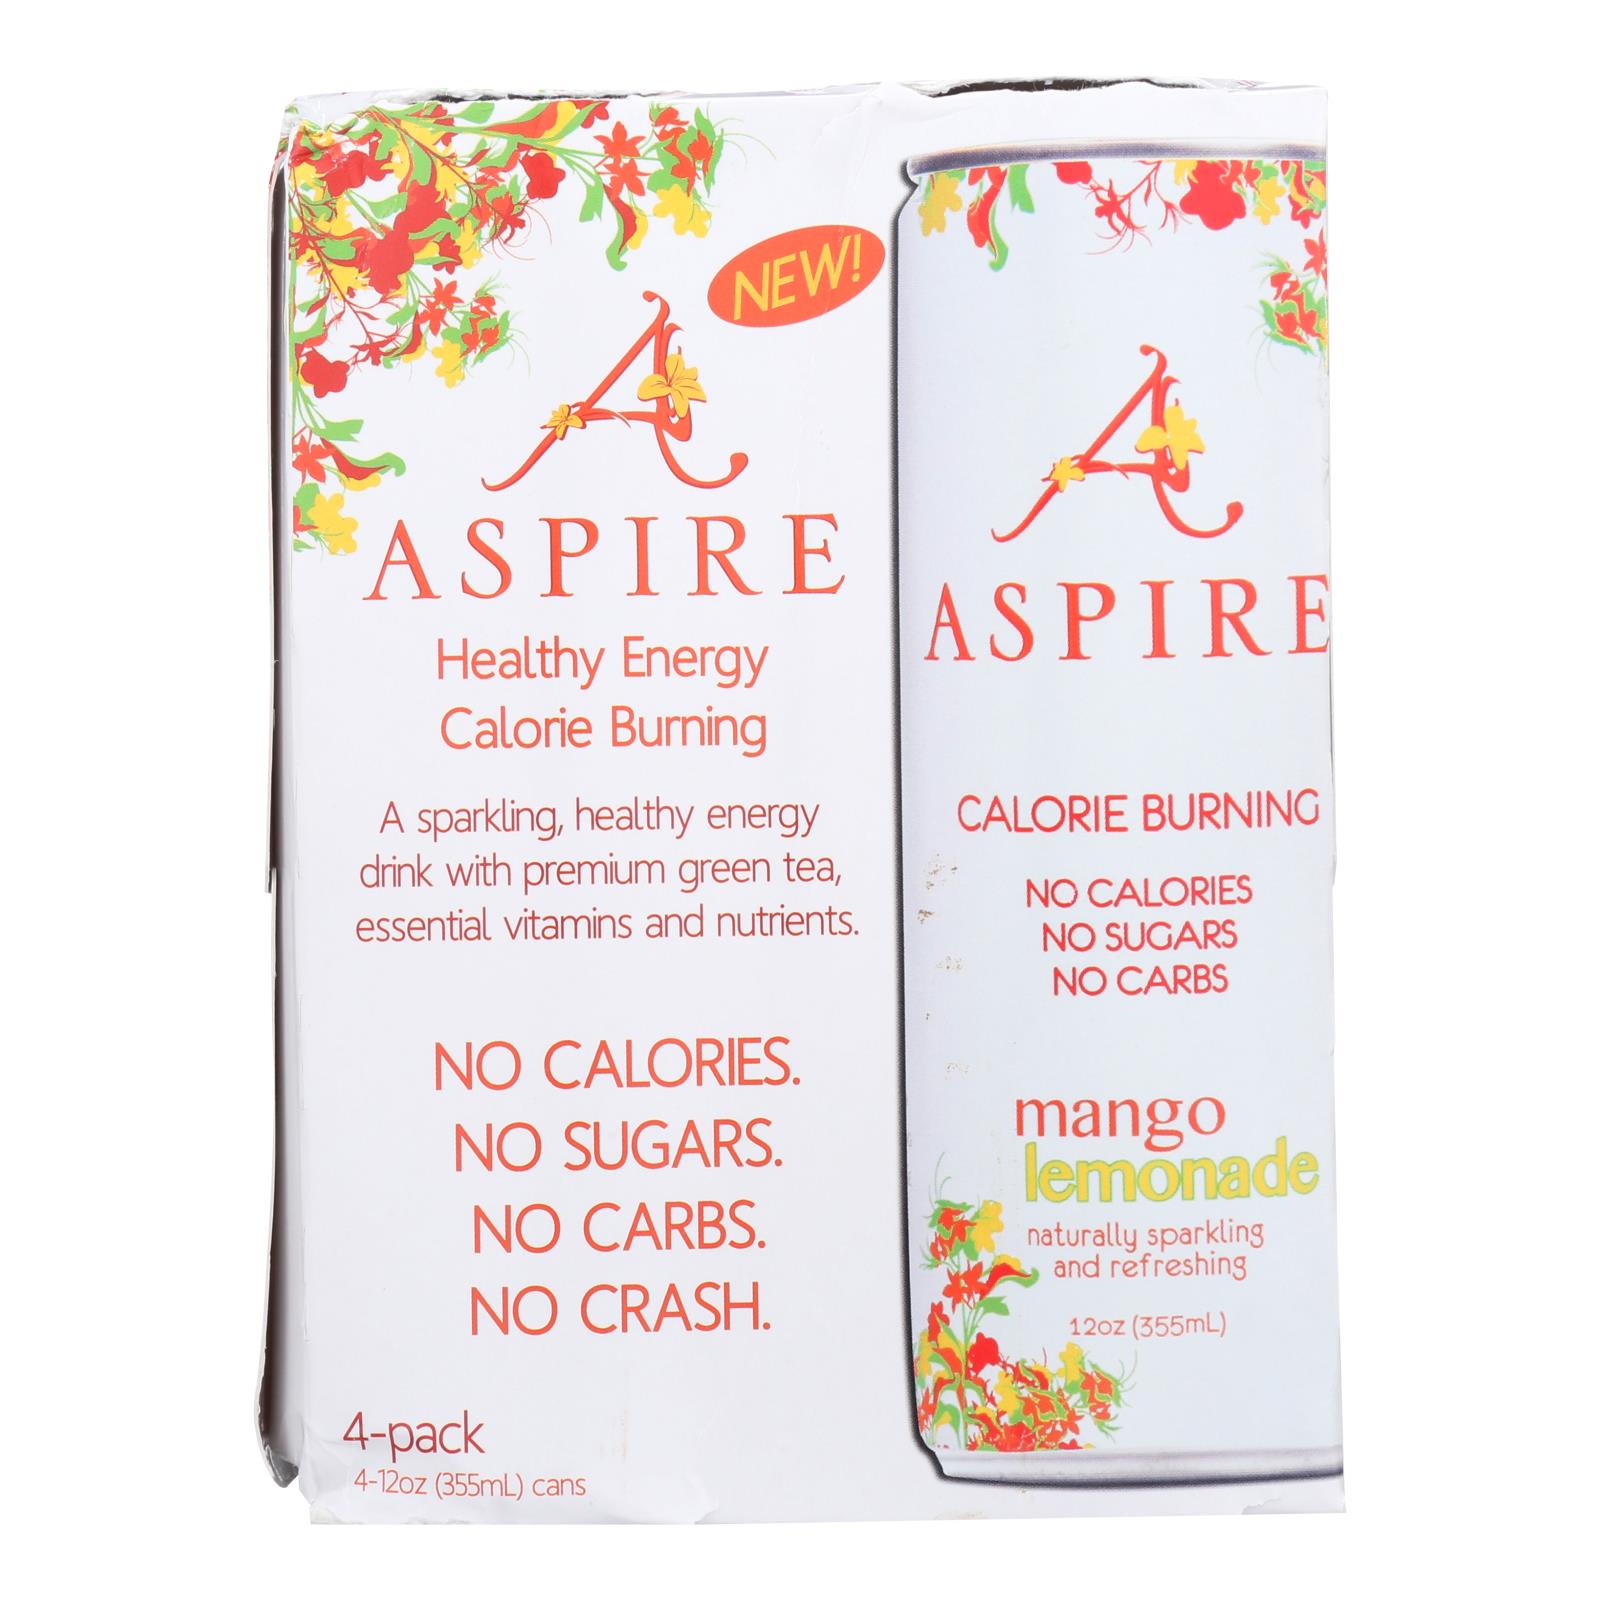 NEW!
A
ASPIRE
Healthy Energy
Calorie Burning
A sparkling, healthy energy
drink with premium green tea,
essential vitamins and nutrients.
NO CALORIES.
NO SUGARS.
NO CARBS.
NO CRASH.
4-pack
4-12oz (355mL) cans
A
ASPIRE
CALORIE BURNING
NO CALORIES
NO SUGARS
NO CARBS
mango
lemonade
naturally sparkling
and refreshing
12oz (355mL)